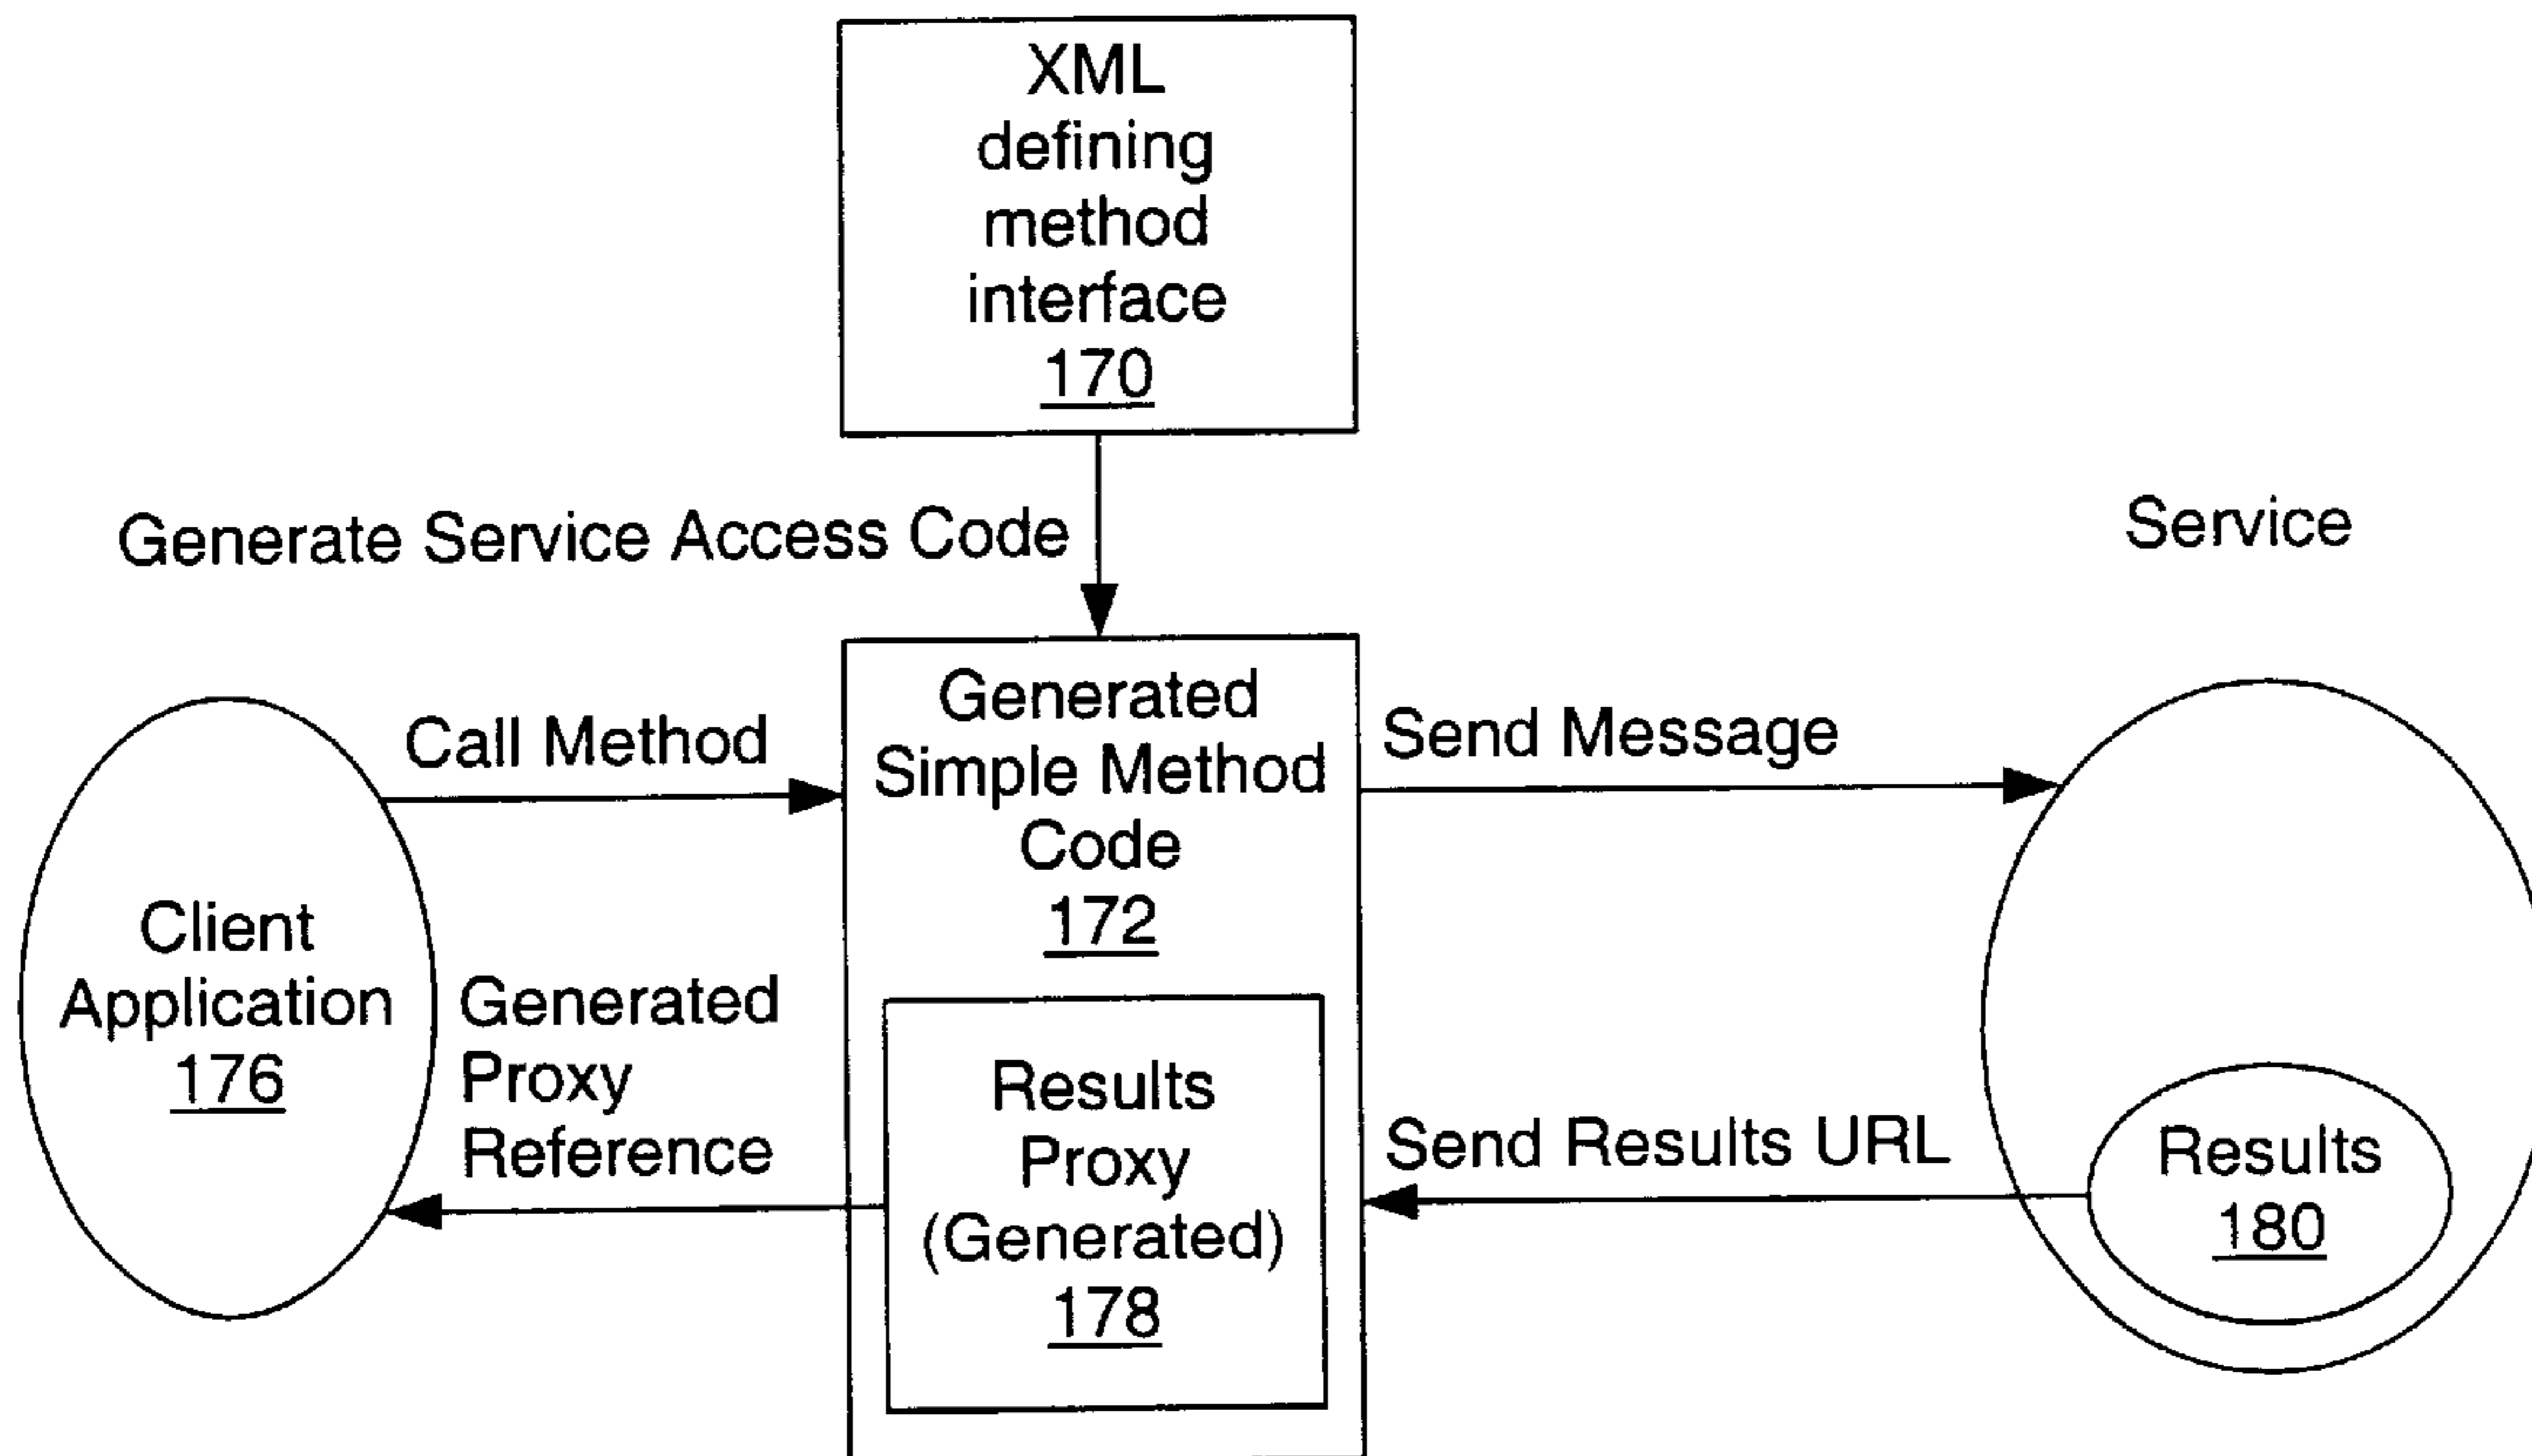 XML
defining
method
interface
170
Generate Service Access Code
Service
Call Method
Generated
Simple Method
Code
172
Send Message
Client
Application
176
Generated
Proxy
Reference
Results
Proxy
(Generated)
178
Send Results URL
Results
180